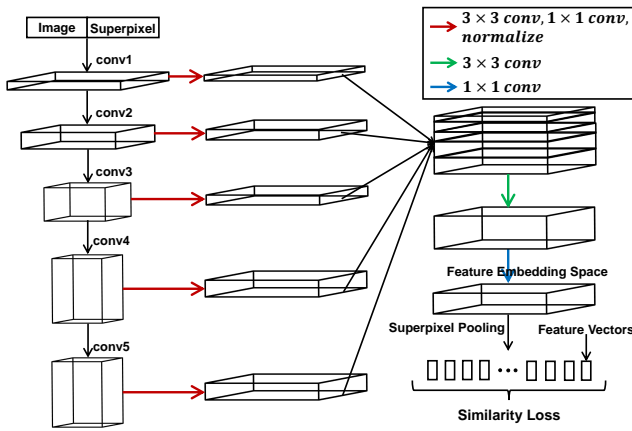 Image Superpixel
conv1
conv2
conv3
conv4
conv5
3 × 3 conv, 1 × 1 conv,
normalize
3 × 3 conv
1 × 1 conv
Feature Embedding Space
Superpixel Pooling
Feature Vectors
...
Similarity Loss